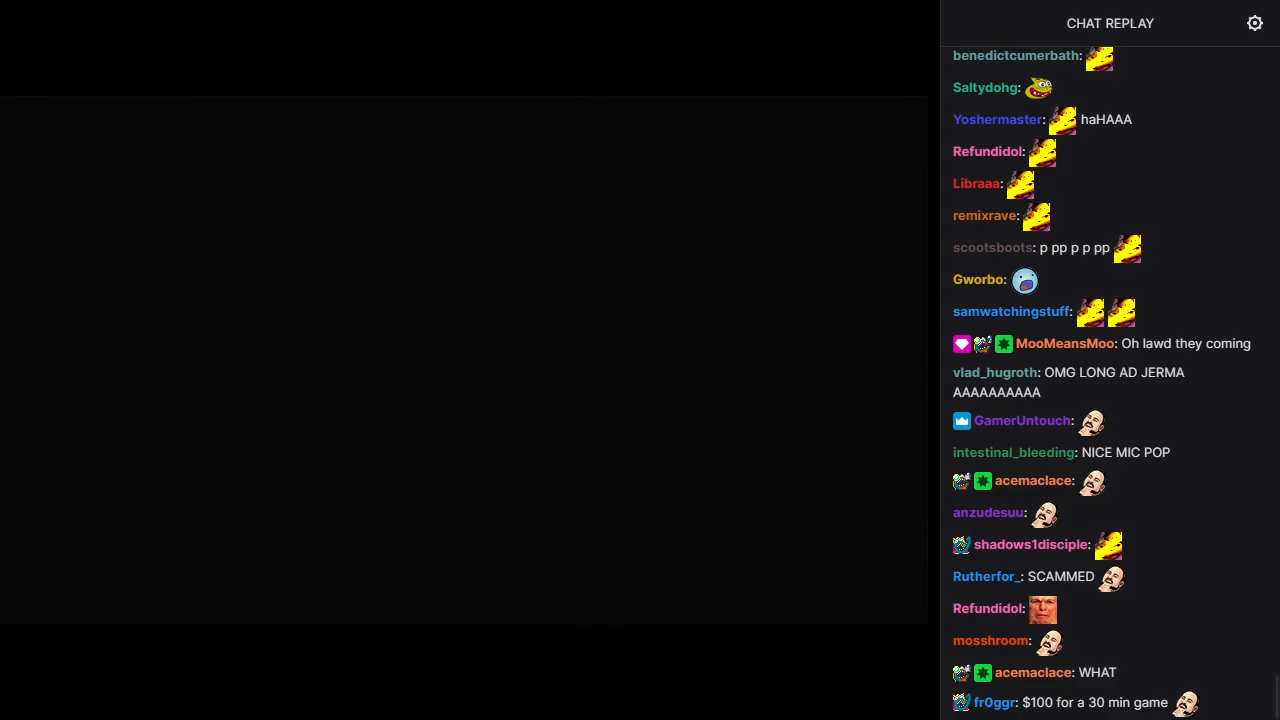 CHAT REPLAY
benedictcumerbath:
Saltydohg:
Yoshermaster: haHAAA
Refundidol:
Libraaa:
remixrave:
scootsboots: p pp p p pp
Gworbo:
samwatchingstuff:
MooMeansMoo: Oh lawd they coming
vlad_hugroth: OMG LONG AD JERMA
AAAAAAAAAA
GamerUntouch:
intestinal_bleeding: NICE MIC POP
acemaclace:
anzudesuu:
shadows1disciple:
Rutherfor_: SCAMMED
Refundidol:
mosshroom:
acemaclace: WHAT
fr0ggr: $100 for a 30 min game